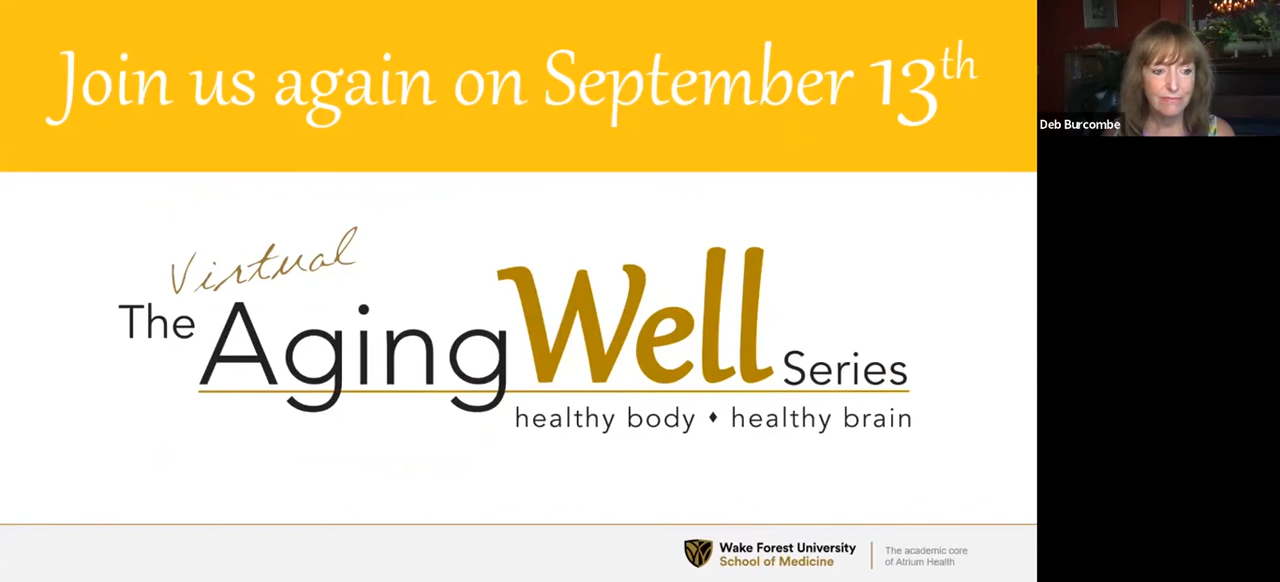 Join us again on September 13th
Deb Burcombe
Virtual
The AgingWell Series
healthy body ♦ healthy brain
Wake Forest University
School of Medicine
The academic core
of Atrium Health